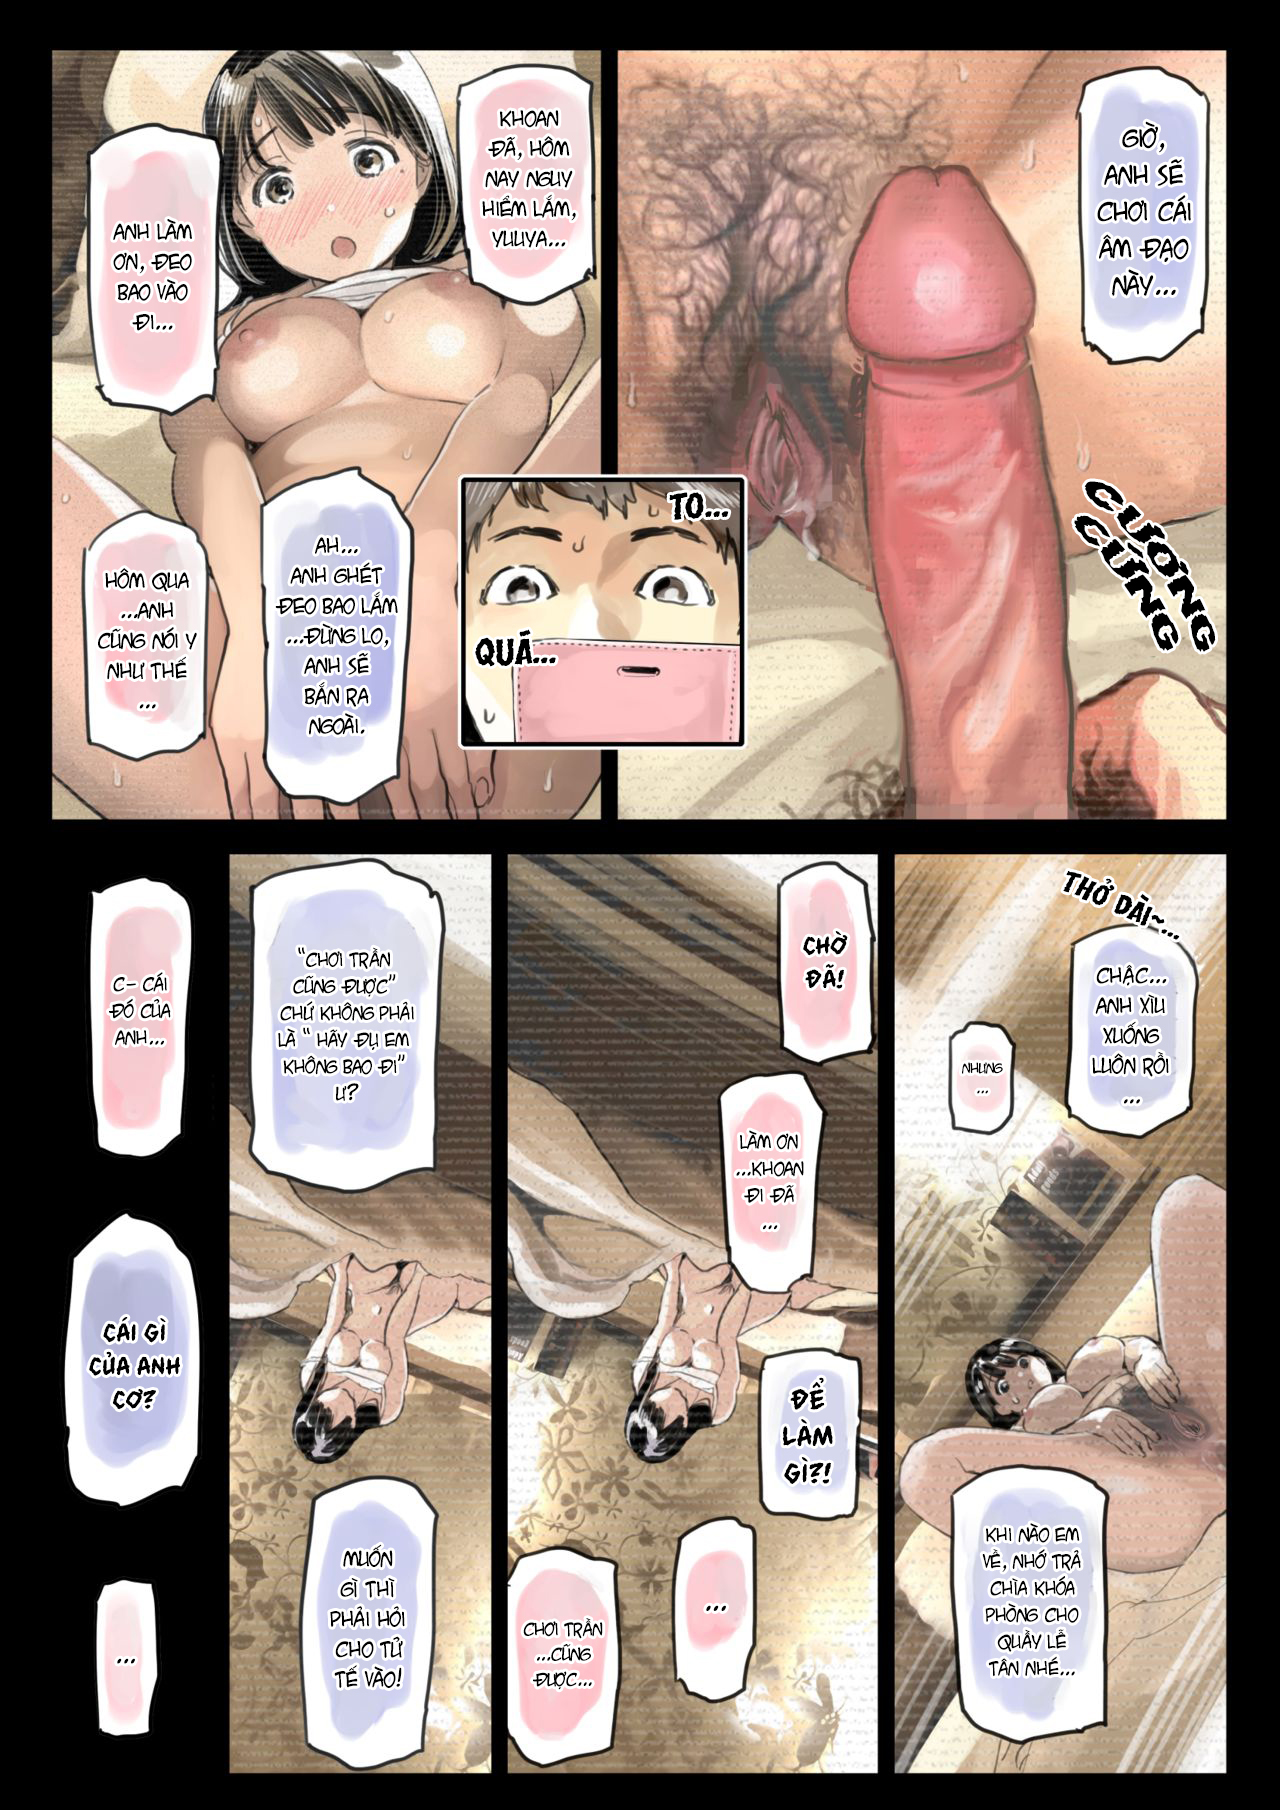 GIỜ,
ANH SẼ
CHƠI CÁI
ÂM ĐẠO
NÀY...
CƯƠNG
CỨNG
KHOAN
ĐÃ, HÔM
NAY NGUY
HIỂM LẮM,
YUUYA...
ANH LÀM
ƠN, ĐEO
BAO VÀO
ĐI...
TO...
QUÁ...
AH...
ANH GHÉT
ĐEO BAO LẮM
...ĐỪNG LO,
ANH SẼ
BẮN RA
NGOÀI.
HÔM QUA
...ANH
CŨNG NÓI Y
NHƯ THẾ
...
THỞ DÀI~...
CHẬC...
ANH XÌU
XUỐNG
LUÔN RỒI
...
NHƯNG
...
KHI NÀO EM
VỀ, NHỚ TRẢ
CHÌA KHÓA
PHÒNG CHO
QUẦY LỄ
TÂN NHÉ...
CHỜ
ĐÃ!
LÀM ƠN
...KHOAN
ĐI ĐÃ
...
ĐỂ
LÀM
GÌ?!
...
CHƠI TRẦN
...CŨNG
ĐƯỢC...
"CHƠI TRẦN
CŨNG ĐƯỢC"
CHỨ KHÔNG PHẢI
LÀ " HÃY ĐỤ EM
KHÔNG BAO ĐI"
Ư?
MUỐN
GÌ THÌ
PHẢI HỎI
CHO TỬ
TẾ VÀO!
C- CÁI
ĐÓ CỦA
ANH...
CÁI GÌ
CỦA ANH
CƠ?
...